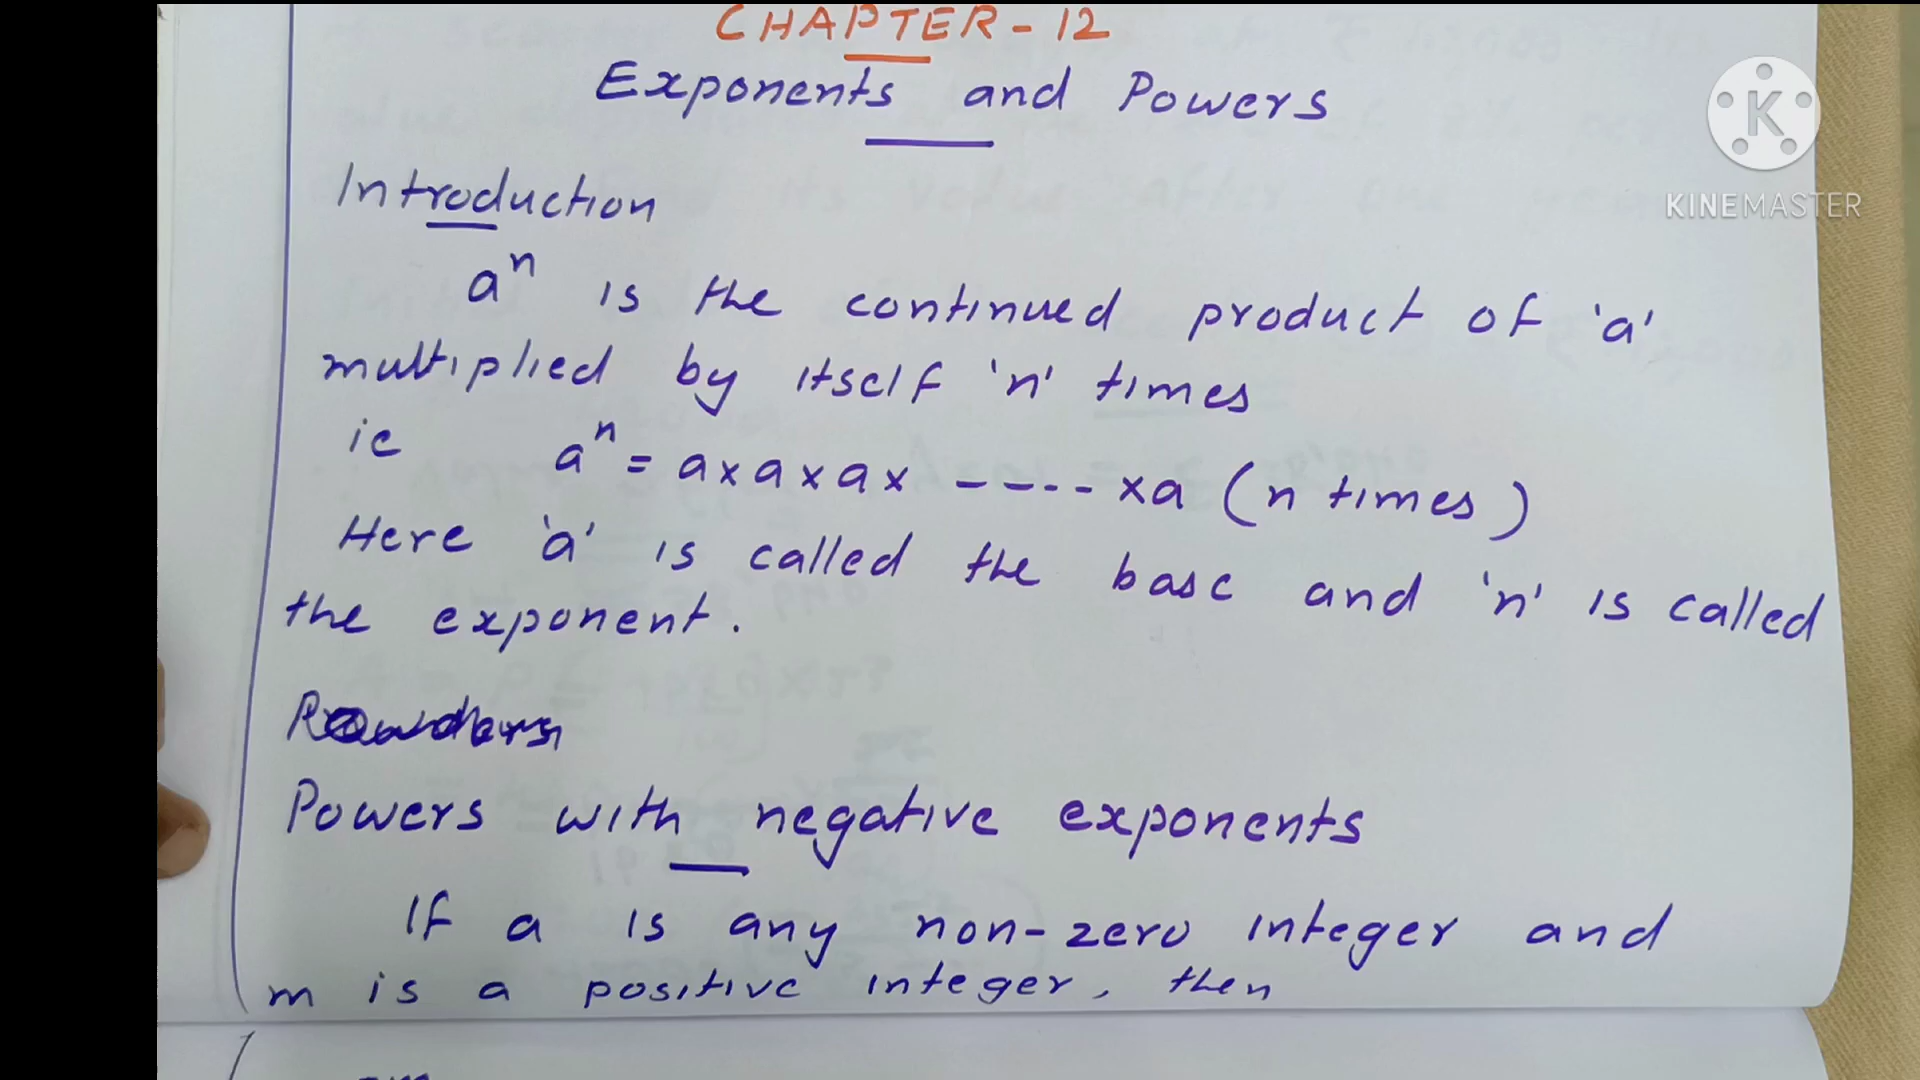 CHAPTER - 12
Exponents and Powers
K
KINEMASTER
Introduction
aⁿ is the continued product of 'a'
multiplied by itself 'n' times
ie aⁿ = a×a×a× ----- ×a (n times)
Here 'a' is called the base and 'n' is called
the exponent.
Powers with negative exponents
If a is any non-zero integer and
m is a positive integer, then